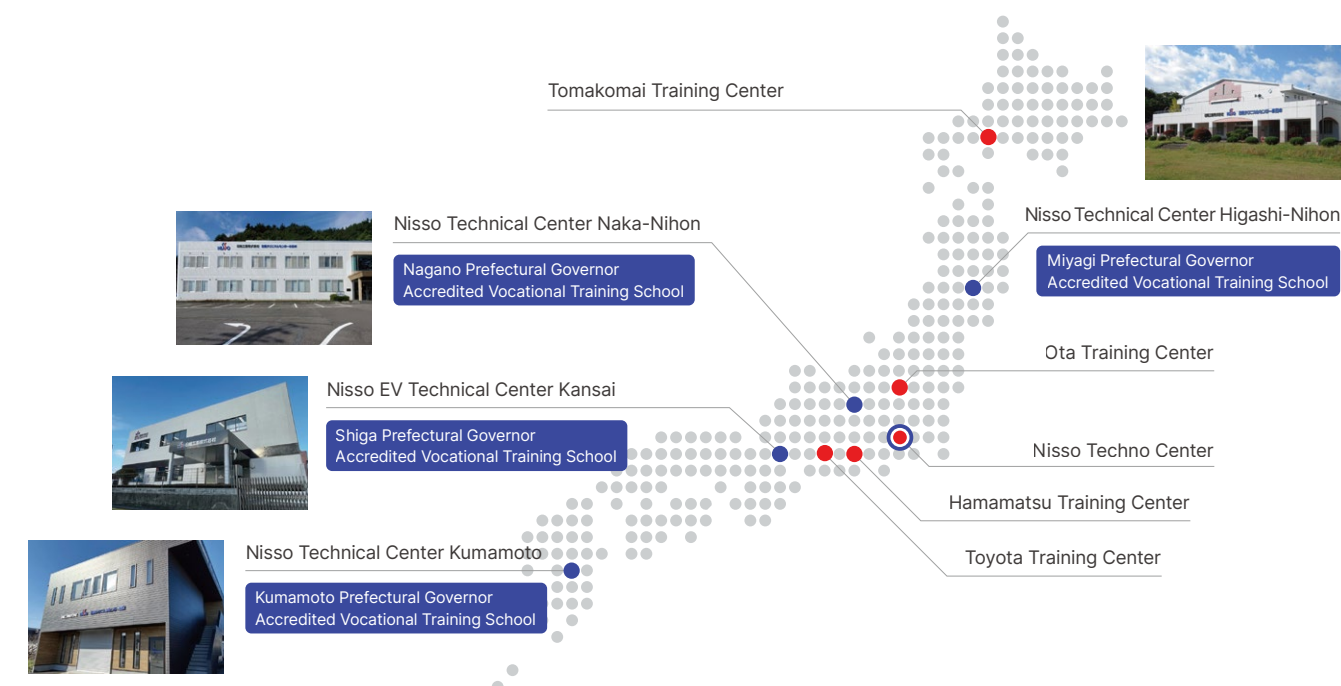 Tomakomai Training Center
Nisso Technical Center Naka-Nihon
Nagano Prefectural Governor
Accredited Vocational Training School
Nisso Technical Center Higashi-Nihon
Miyagi Prefectural Governor
Accredited Vocational Training School
Ota Training Center
Nisso EV Technical Center Kansai
Shiga Prefectural Governor
Accredited Vocational Training School
Nisso Techno Center
Hamamatsu Training Center
Toyota Training Center
Nisso Technical Center Kumamoto
Kumamoto Prefectural Governor
Accredited Vocational Training School